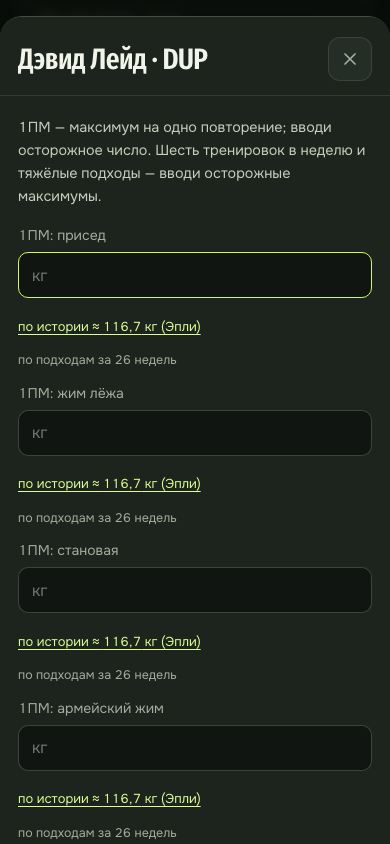 Дэвид Лейд · DUP
1ПМ — максимум на одно повторение; вводи
осторожное число. Шесть тренировок в неделю и
тяжёлые подходы — вводи осторожные
максимумы.
1ПМ: присед
кг
по истории ≈ 116,7 кг (Эпли)
по подходам за 26 недель
1ПМ: жим лёжа
кг
по истории ≈ 116,7 кг (Эпли)
по подходам за 26 недель
1ПМ: становая
кг
по истории ≈ 116,7 кг (Эпли)
по подходам за 26 недель
1ПМ: армейский жим
кг
по истории ≈ 116,7 кг (Эпли)
по подходам за 26 недель